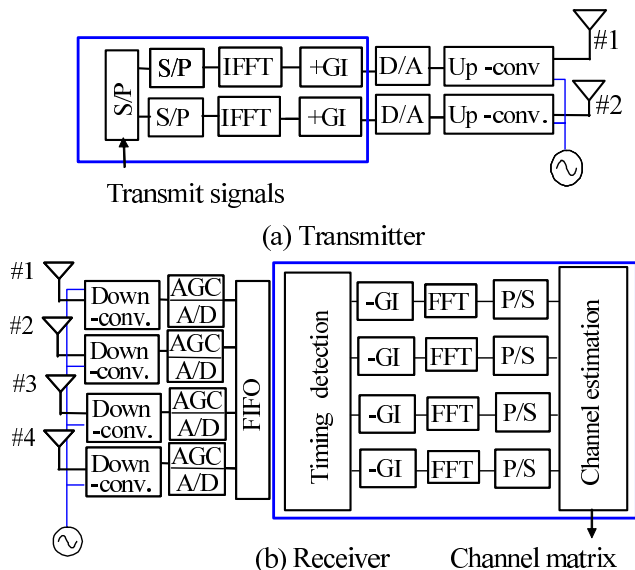 #1
S/P
S/P
IFFT
+GI
D/A
Up -conv
#2
S/P
IFFT
+GI
D/A
Up -conv.
Transmit signals
(a) Transmitter
#1
Down
-conv.
AGC
A/D
#2
Down
-conv.
AGC
A/D
#3
Down
-conv.
AGC
A/D
#4
Down
-conv.
AGC
A/D
FIFO
Timing detection
-GI
FFT
P/S
-GI
FFT
P/S
-GI
FFT
P/S
-GI
FFT
P/S
Channel estimation
(b) Receiver
Channel matrix